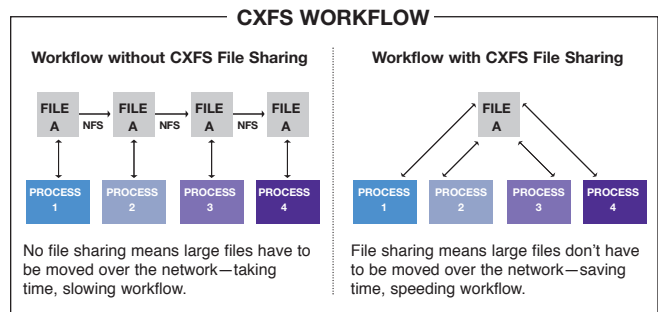 CXFS WORKFLOW
Workflow without CXFS File Sharing
FILE A
NFS
FILE A
NFS
FILE A
NFS
FILE A
PROCESS 1
PROCESS 2
PROCESS 3
PROCESS 4
No file sharing means large files have to
be moved over the network—taking
time, slowing workflow.
Workflow with CXFS File Sharing
FILE
A
PROCESS
1
PROCESS
2
PROCESS
3
PROCESS
4
File sharing means large files don't have
to be moved over the network—saving
time, speeding workflow.